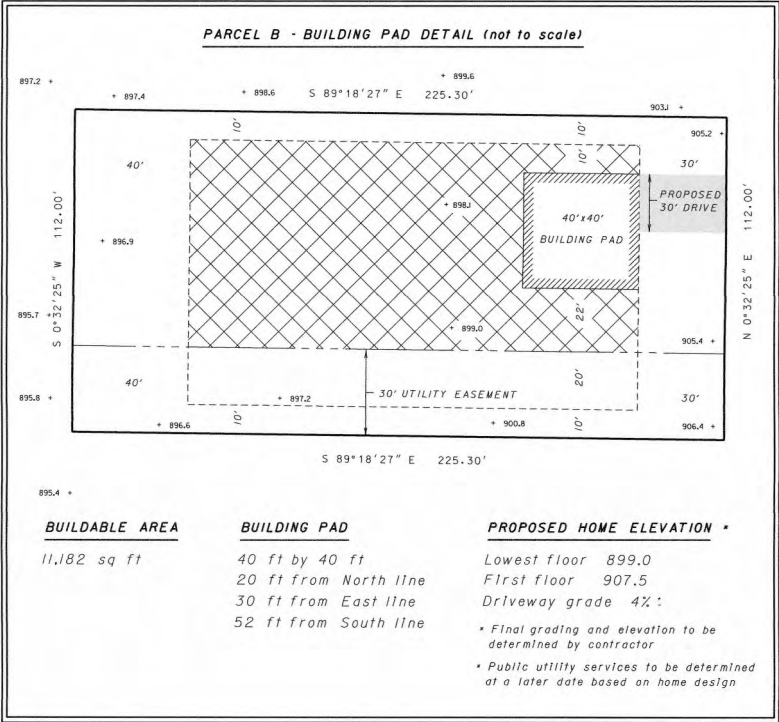 PARCEL B - BUILDING PAD DETAIL (not to scale)
897.2 +
+ 897.4
+ 898.6
+ 899.6
S 89°18'27" E 225.30'
903.1 +
905.2 +
10'
10'
40'
10'
30'
PROPOSED
30' DRIVE
40'x40'
BUILDING PAD
+ 898.1
+ 896.9
S 0°32'25" W 112.00'
N 0°32'25" E 112.00'
895.7 +
22'
+ 899.0
905.4 +
40'
20'
30' UTILITY EASEMENT
30'
895.8 +
+ 897.2
+ 896.6
10'
+ 900.8
10'
906.4 +
S 89°18'27" E 225.30'
895.4 +
BUILDABLE AREA
11,182 sq ft
BUILDING PAD
40 ft by 40 ft
20 ft from North line
30 ft from East line
52 ft from South line
PROPOSED HOME ELEVATION *
Lowest floor 899.0
First floor 907.5
Driveway grade 4%
* Final grading and elevation to be
determined by contractor
* Public utility services to be determined
at a later date based on home design